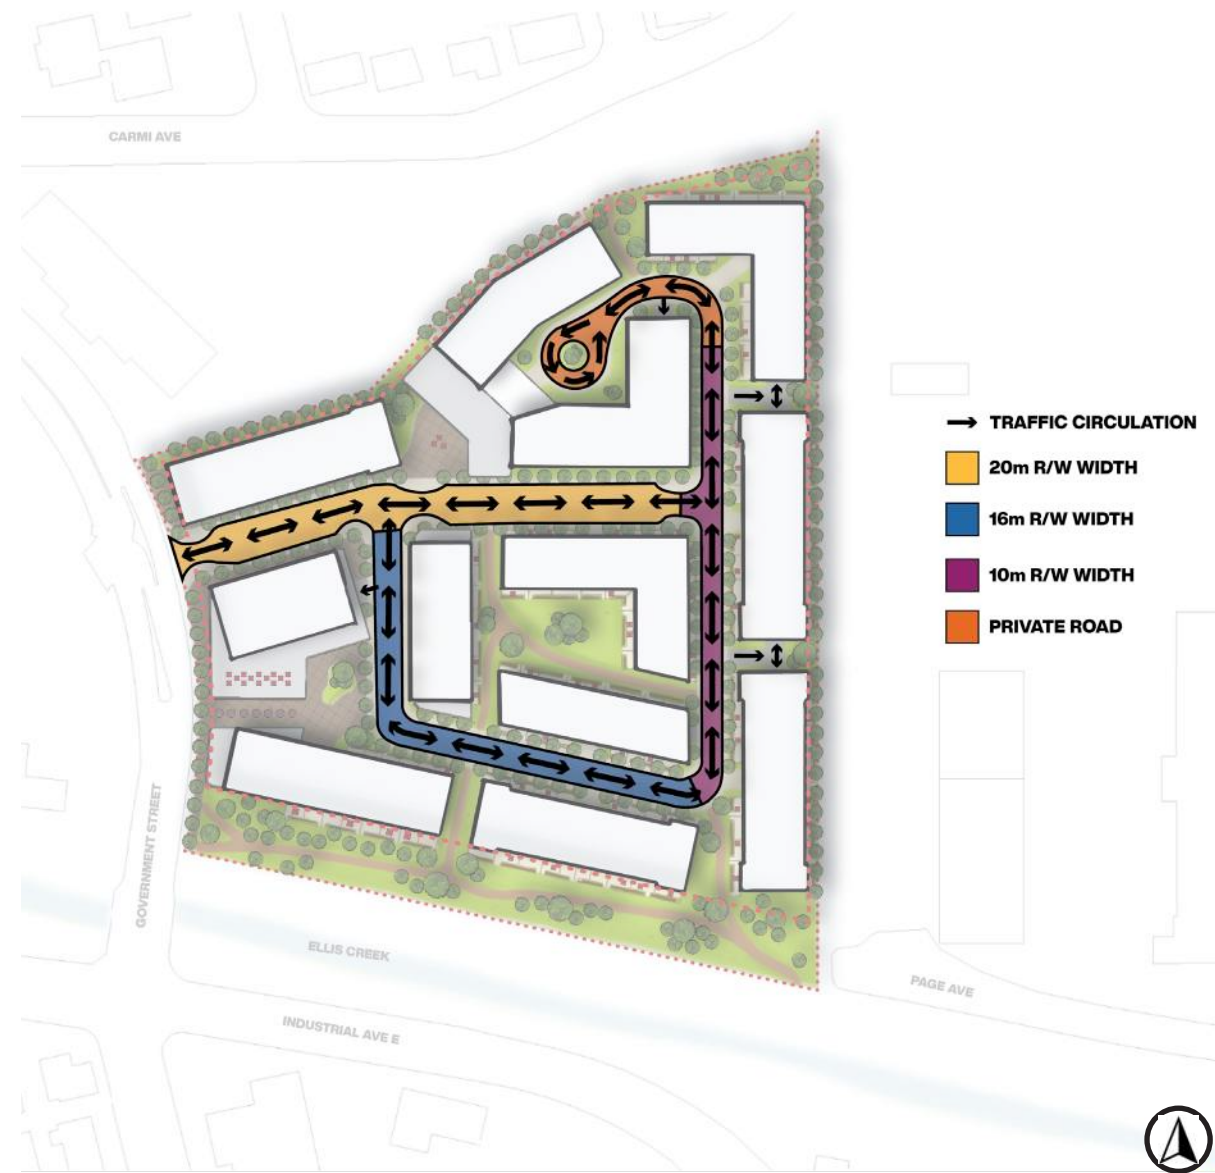 CARMI AVE
TRAFFIC CIRCULATION
20m R/W WIDTH
16m R/W WIDTH
10m R/W WIDTH
PRIVATE ROAD
GOVERNMENT STREET
ELLIS CREEK
PAGE AVE
INDUSTRIAL AVE E